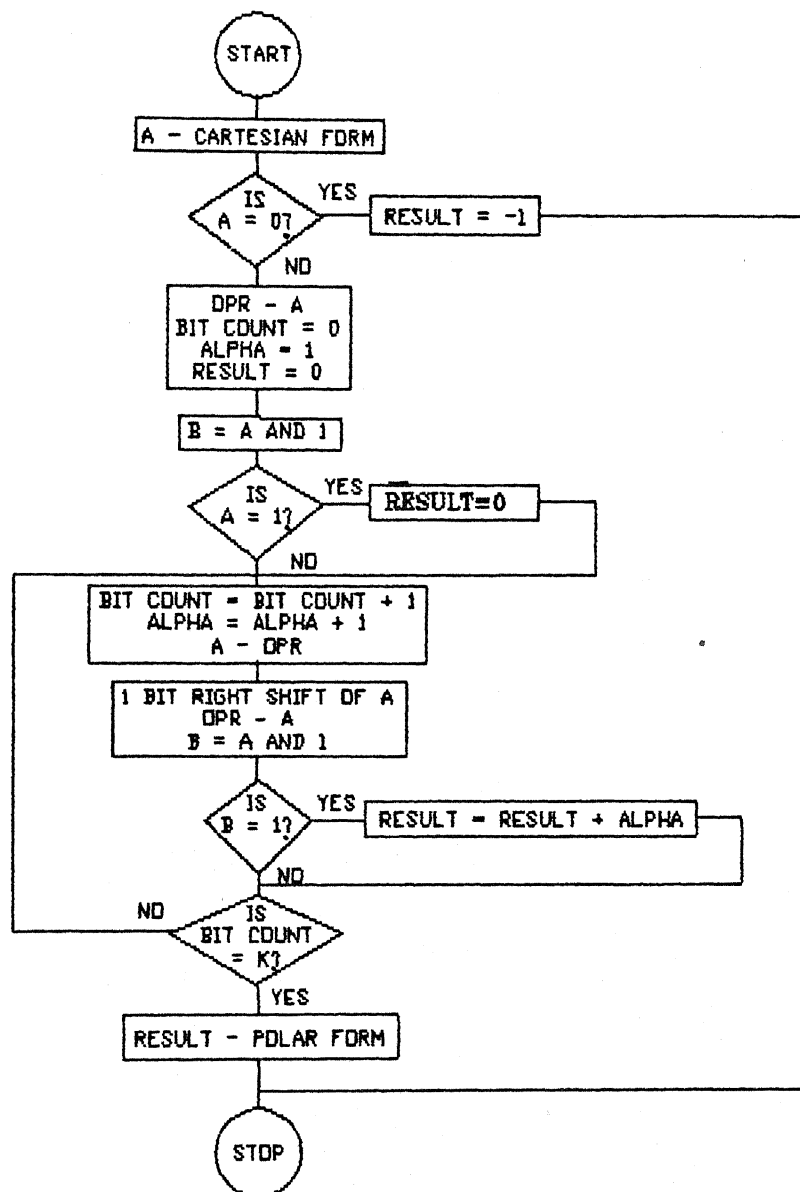 START
A - CARTESIAN FORM
IS
A = 0?
YES
RESULT = -1
NO
OPR - A
BIT COUNT = 0
ALPHA = 1
RESULT = 0
B = A AND 1
IS
A = 1?
YES
RESULT=0
NO
BIT COUNT = BIT COUNT + 1
ALPHA = ALPHA + 1
A - OPR
1 BIT RIGHT SHIFT OF A
OPR - A
B = A AND 1
IS
B = 1?
YES
RESULT = RESULT + ALPHA
NO
NO
IS
BIT COUNT
= K?
YES
RESULT - POLAR FORM
STOP